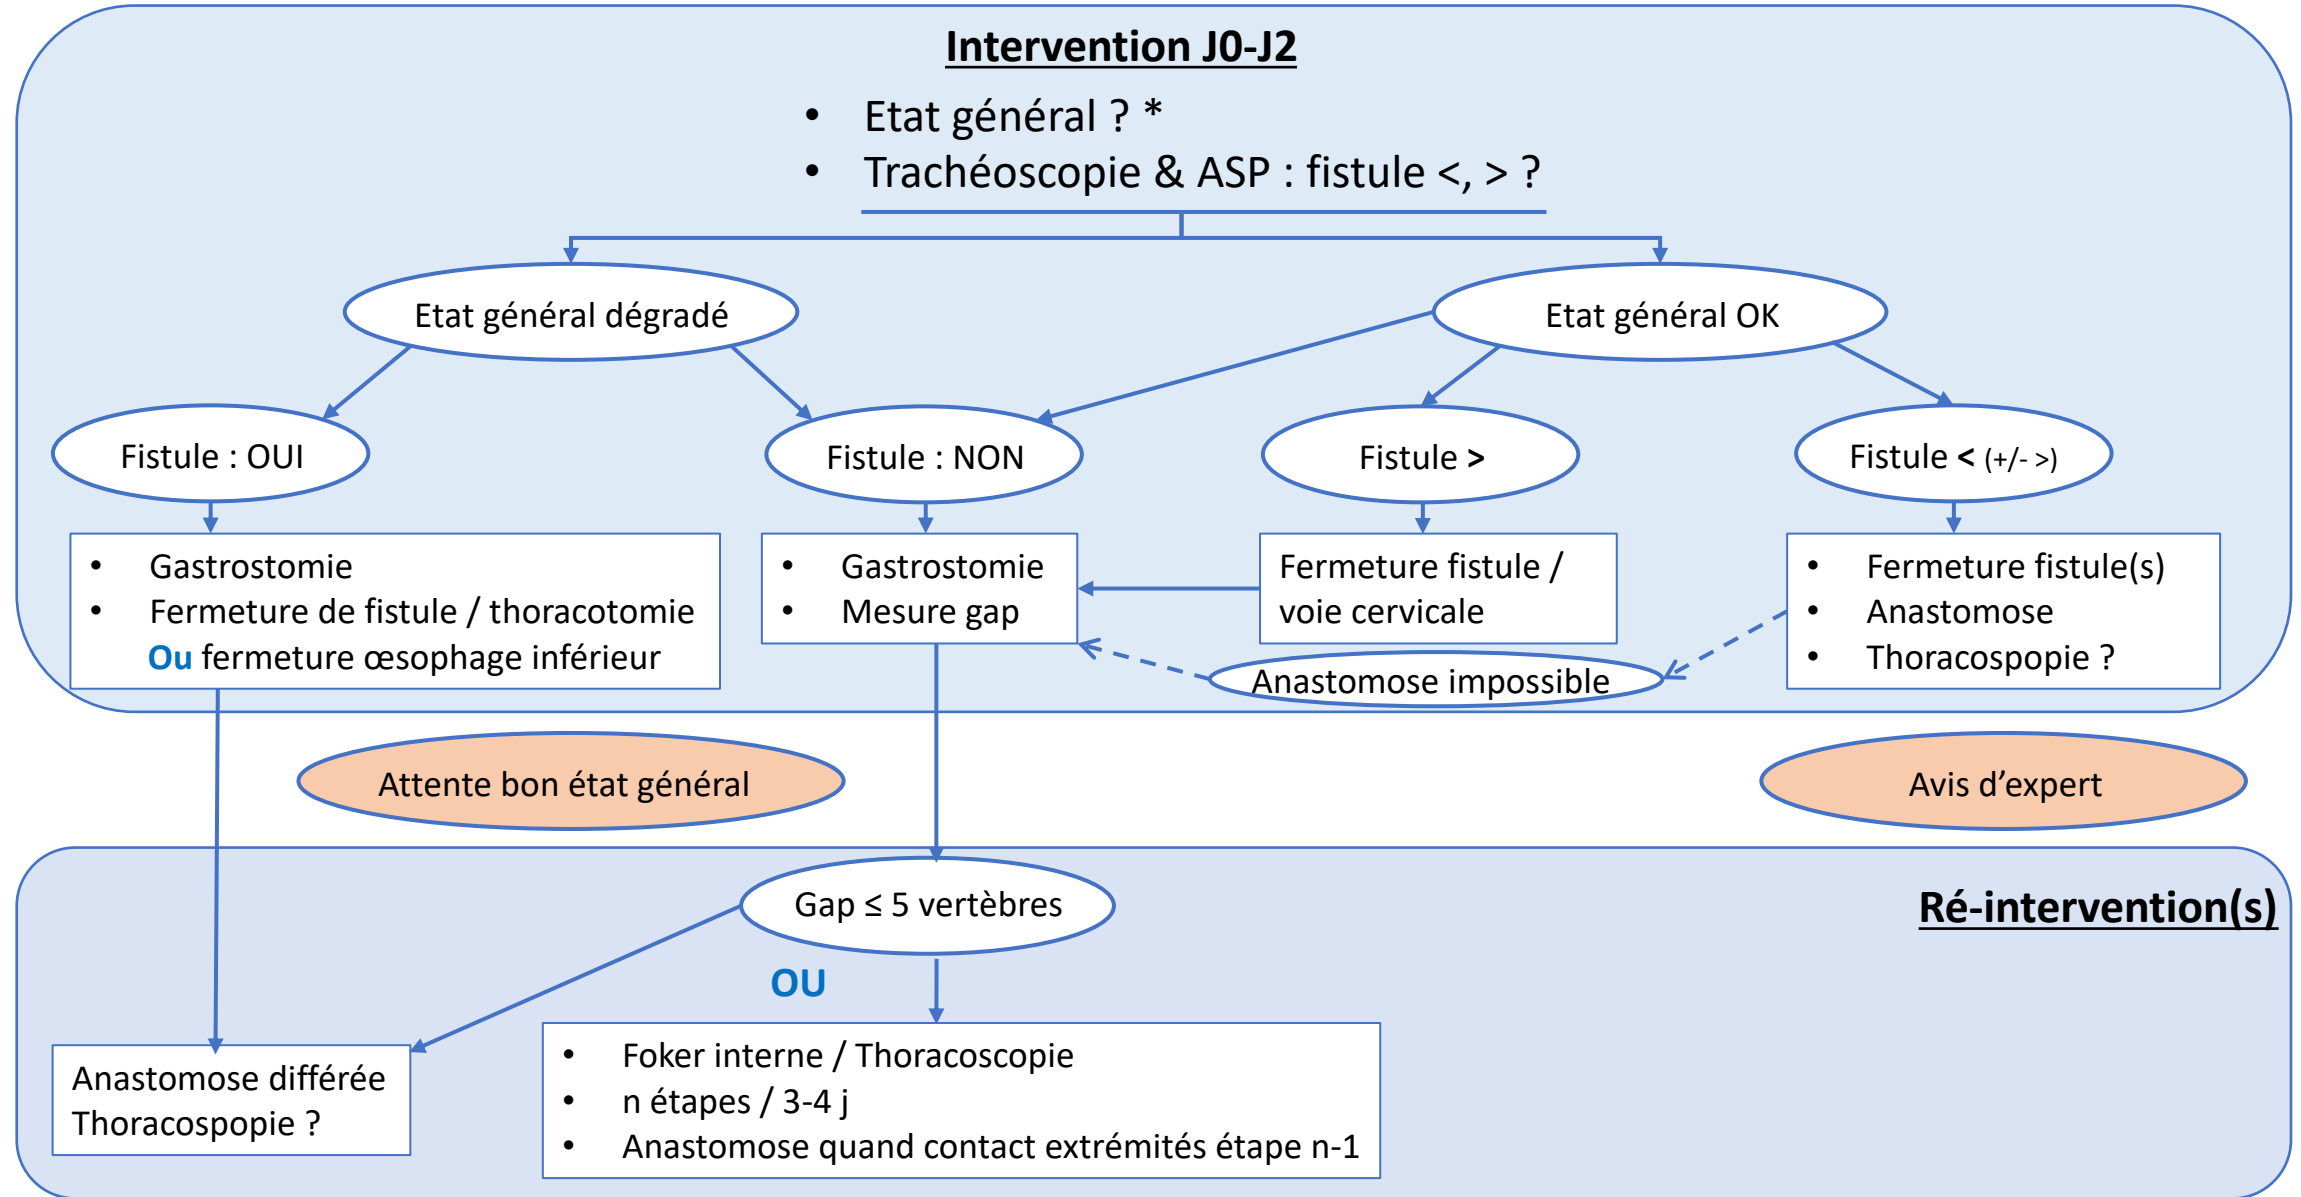 Intervention J0-J2
• Etat général ? *
• Trachéoscopie & ASP : fistule <, > ?
Etat général dégradé
Etat général OK
Fistule : OUI
Fistule : NON
Fistule >
Fistule < (+/- >)
• Gastrostomie
• Fermeture de fistule / thoracotomie
Ou fermeture œsophage inférieur
• Gastrostomie
• Mesure gap
Fermeture fistule /
voie cervicale
• Fermeture fistule(s)
• Anastomose
• Thoracospopie ?
Anastomose impossible
Attente bon état général
Avis d’expert
Gap ≤ 5 vertèbres
Ré-intervention(s)
OU
Anastomose différée
Thoracospopie ?
• Foker interne / Thoracoscopie
• n étapes / 3-4 j
• Anastomose quand contact extrémités étape n-1